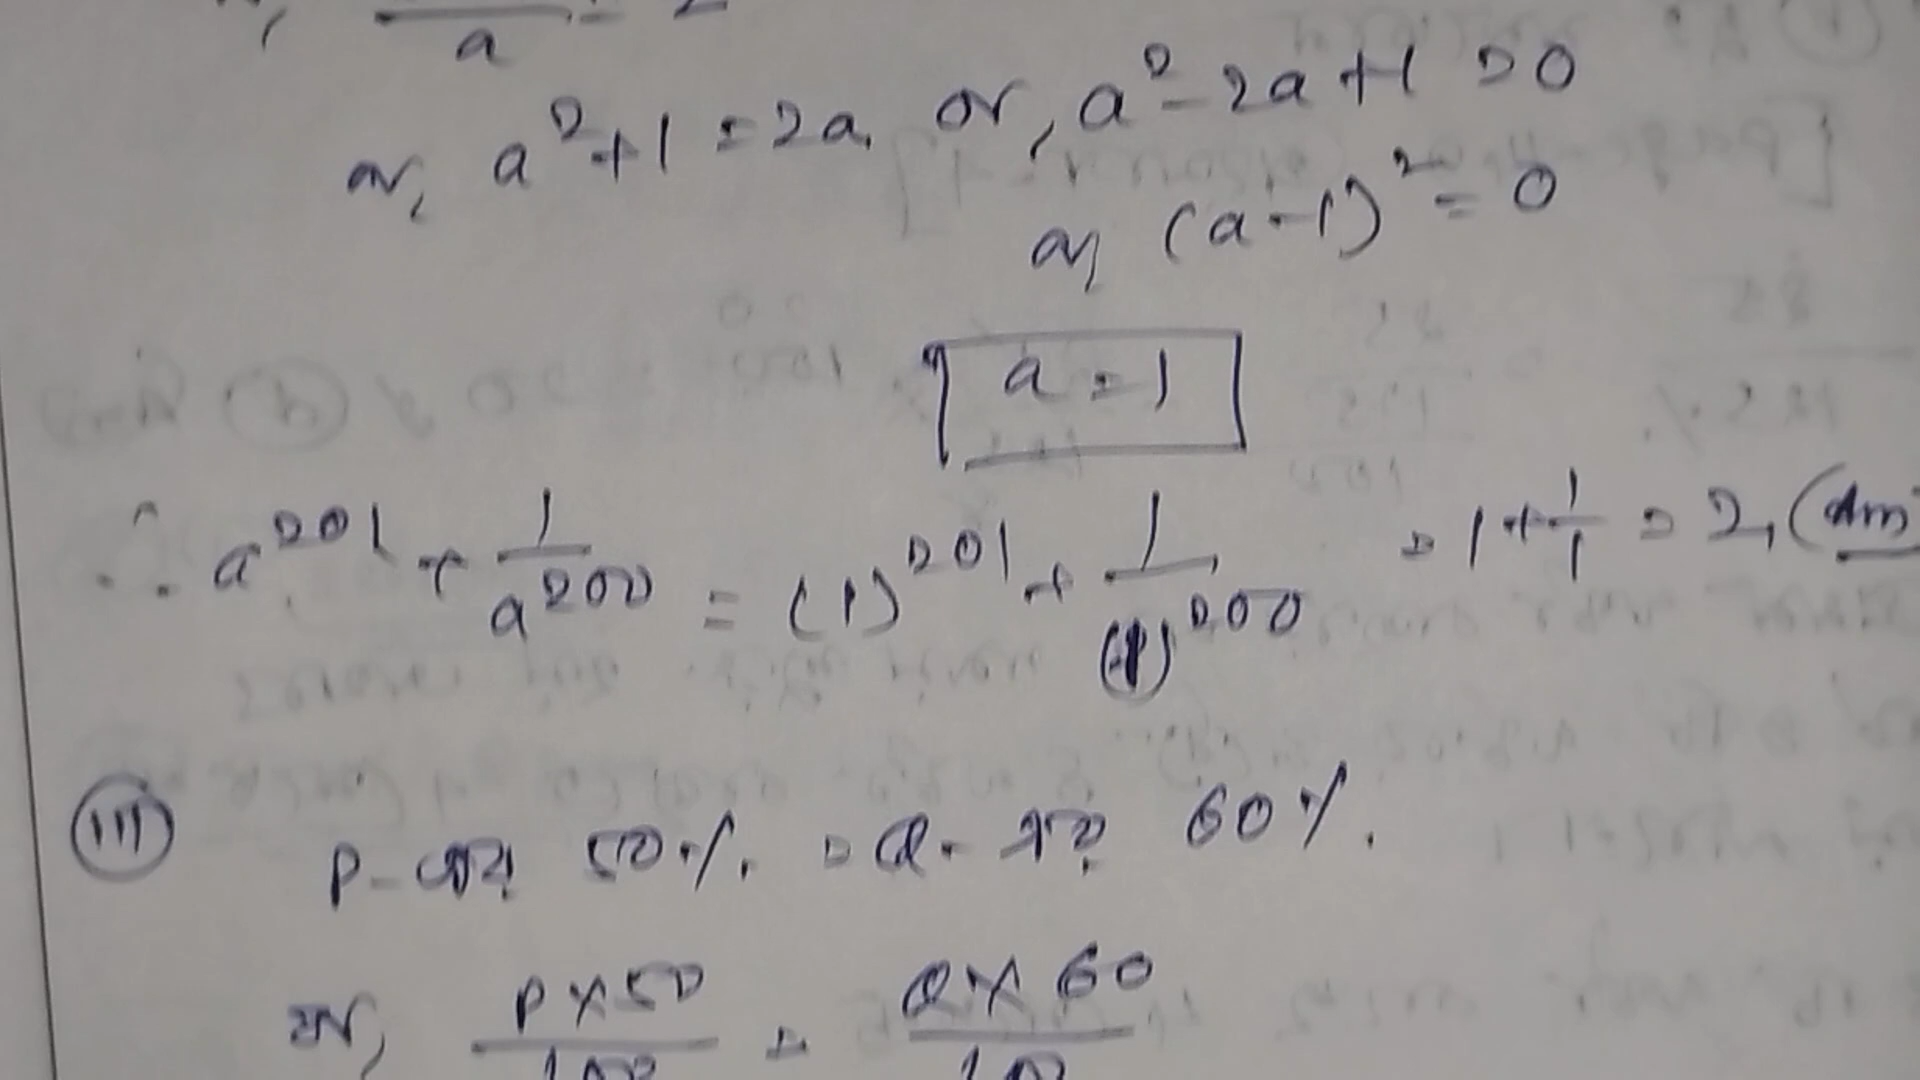 a
or, a²+1 = 2a, or, a²-2a+1 = 0
or, (a-1)² = 0
a = 1
∴ a²⁰¹ + 1/a²⁰⁰ = (1)²⁰¹ + 1/(1)²⁰⁰ = 1+1/1 = 2, (Ans)
(iii) P-এর 50% = Q-এর 60%.
or, P×50/100 = Q×60/100